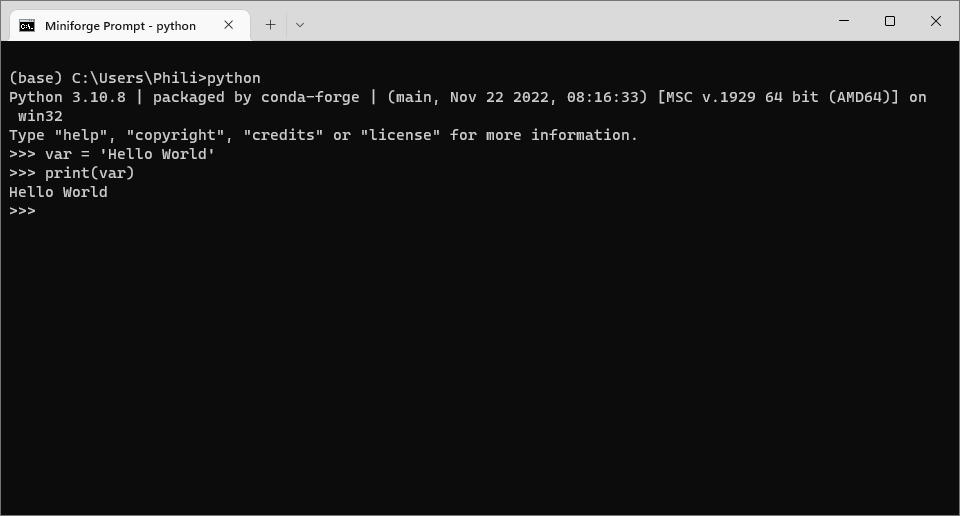 Miniforge Prompt - python
(base) C:\Users\Phili>python
Python 3.10.8 | packaged by conda-forge | (main, Nov 22 2022, 08:16:33) [MSC v.1929 64 bit (AMD64)] on
 win32
Type "help", "copyright", "credits" or "license" for more information.
>>> var = 'Hello World'
>>> print(var)
Hello World
>>>